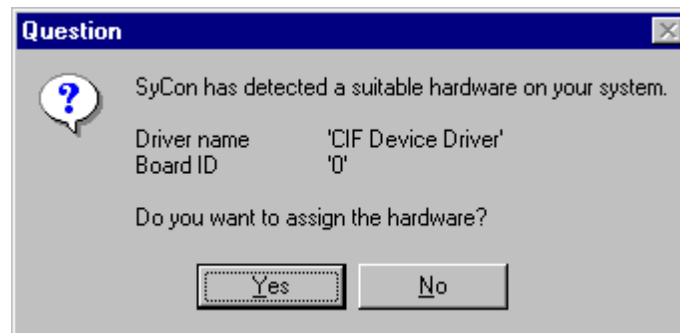 Question
SyCon has detected a suitable hardware on your system.
Driver name 'CIF Device Driver'
Board ID '0'
Do you want to assign the hardware?
Yes No